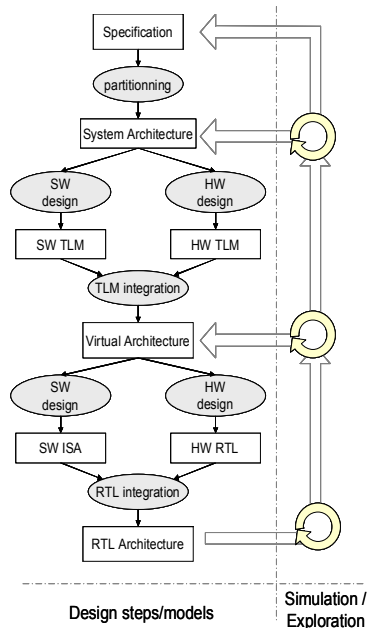 Specification
partitionning
System Architecture
SW
design
HW
design
SW TLM
HW TLM
TLM integration
Virtual Architecture
SW
design
HW
design
SW ISA
HW RTL
RTL integration
RTL Architecture
Design steps/models
Simulation /
Exploration